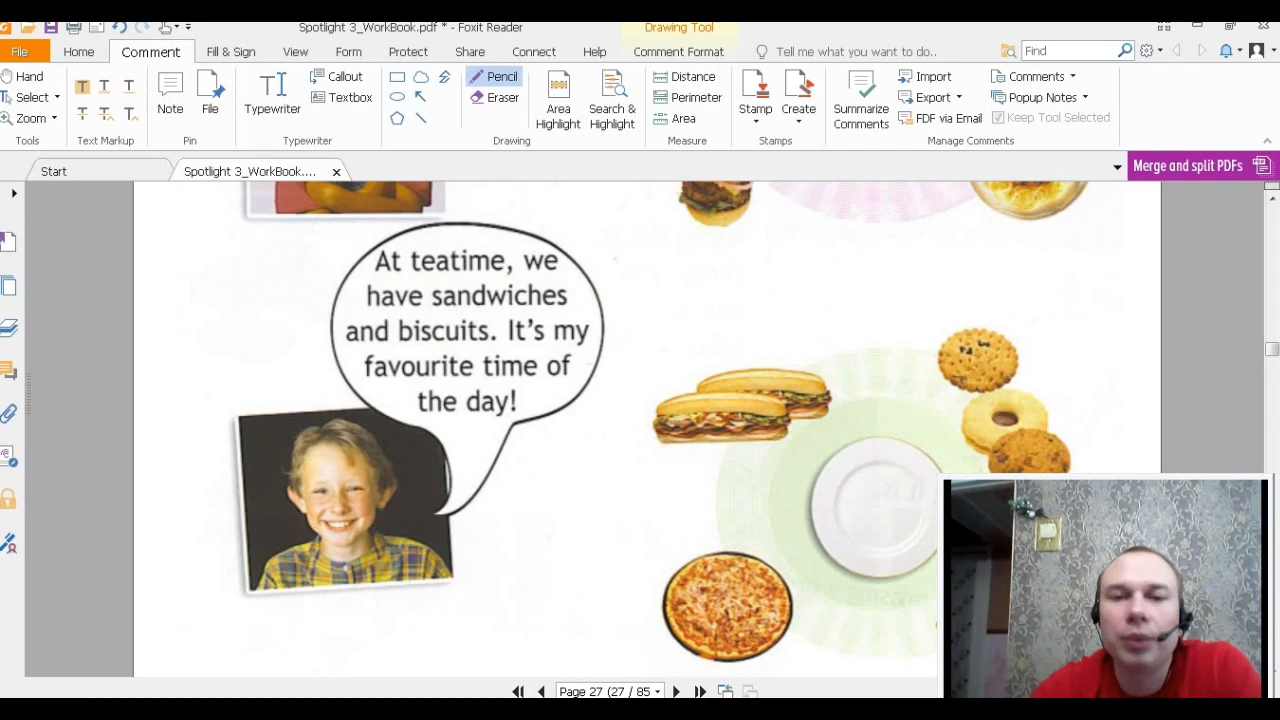 Spotlight 3_WorkBook.pdf * - Foxit Reader
Drawing Tool
File Home Comment Fill & Sign View Form Protect Share Connect Help Comment Format Tell me what you want to do.. Find
Hand
Select
Zoom
Tools
T T T
T T T
Text Markup
Note
File
Pin
Typewriter
Callout
Textbox
Typewriter
Pencil
Eraser
Area
Highlight
Search &
Highlight
Drawing
Distance
Perimeter
Area
Measure
Stamp
Create
Stamps
Summarize
Comments
Import
Export
FDF via Email
Comments
Popup Notes
Keep Tool Selected
Manage Comments
Start
Spotlight 3_WorkBook....
Merge and split PDFs
At teatime, we
have sandwiches
and biscuits. It's my
favourite time of
the day!
Page 27 (27 / 85